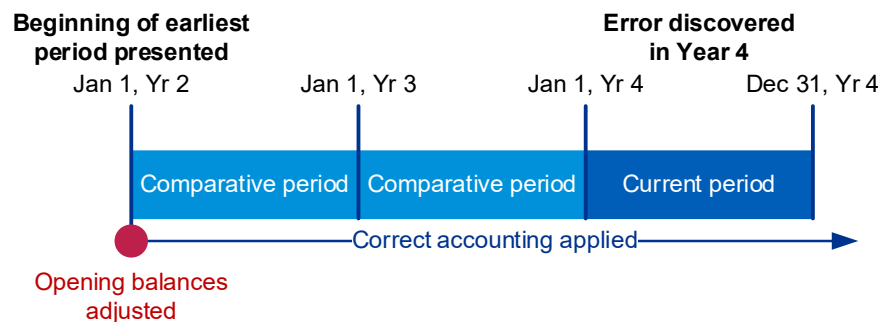 Beginning of earliest
period presented
Error discovered
in Year 4
Jan 1, Yr 2
Jan 1, Yr 3
Jan 1, Yr 4
Dec 31, Yr 4
Comparative period
Comparative period
Current period
Correct accounting applied
Opening balances
adjusted